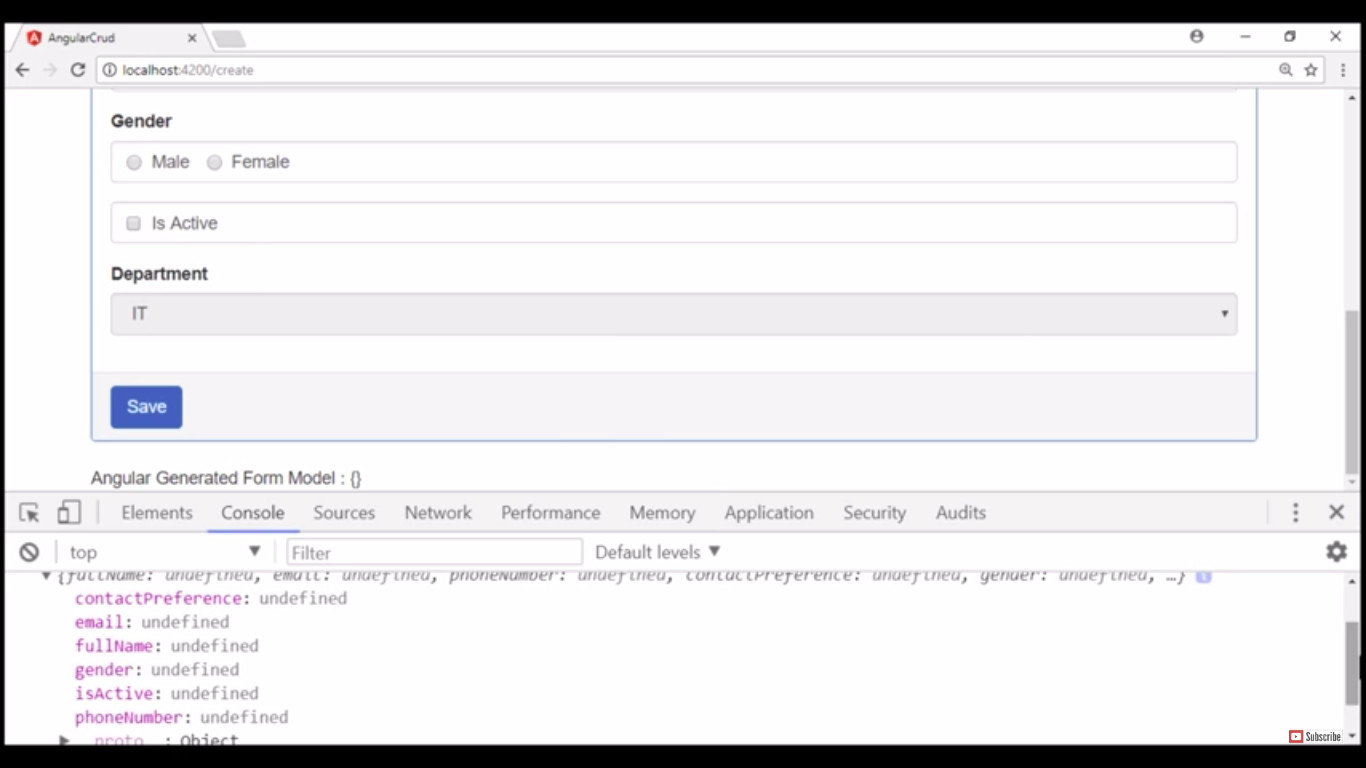 AngularCrud
localhost:4200/create
Gender
Male Female
Is Active
Department
IT
Save
Angular Generated Form Model : {}
Elements Console Sources Network Performance Memory Application Security Audits
top Filter Default levels
{fullName: undefined, email: undefined, phoneNumber: undefined, contactPreference: undefined, gender: undefined, …}
contactPreference: undefined
email: undefined
fullName: undefined
gender: undefined
isActive: undefined
phoneNumber: undefined
__proto__: Object
Subscribe